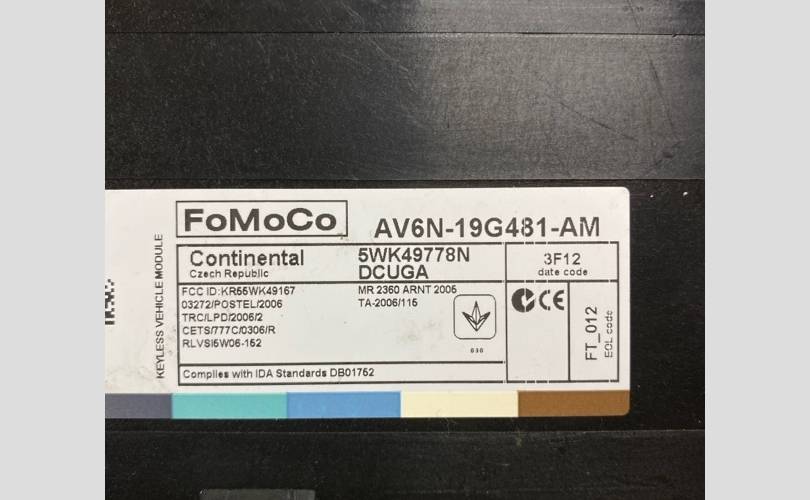 FoMoCo
AV6N-19G481-AM
KEYLESS VEHICLE MODULE
Continental
Czech Republic
5WK49778N
DCUGA
3F12
date code
FCC ID:KR55WK49167
03272/POSTEL/2006
TRC/LPD/2006/2
CETS/777C/0306/R
RLVSI5W06-152
MR 2360 ARNT 2006
TA-2006/115
030
CE
FT_012
EOL code
Complies with IDA Standards DB01752